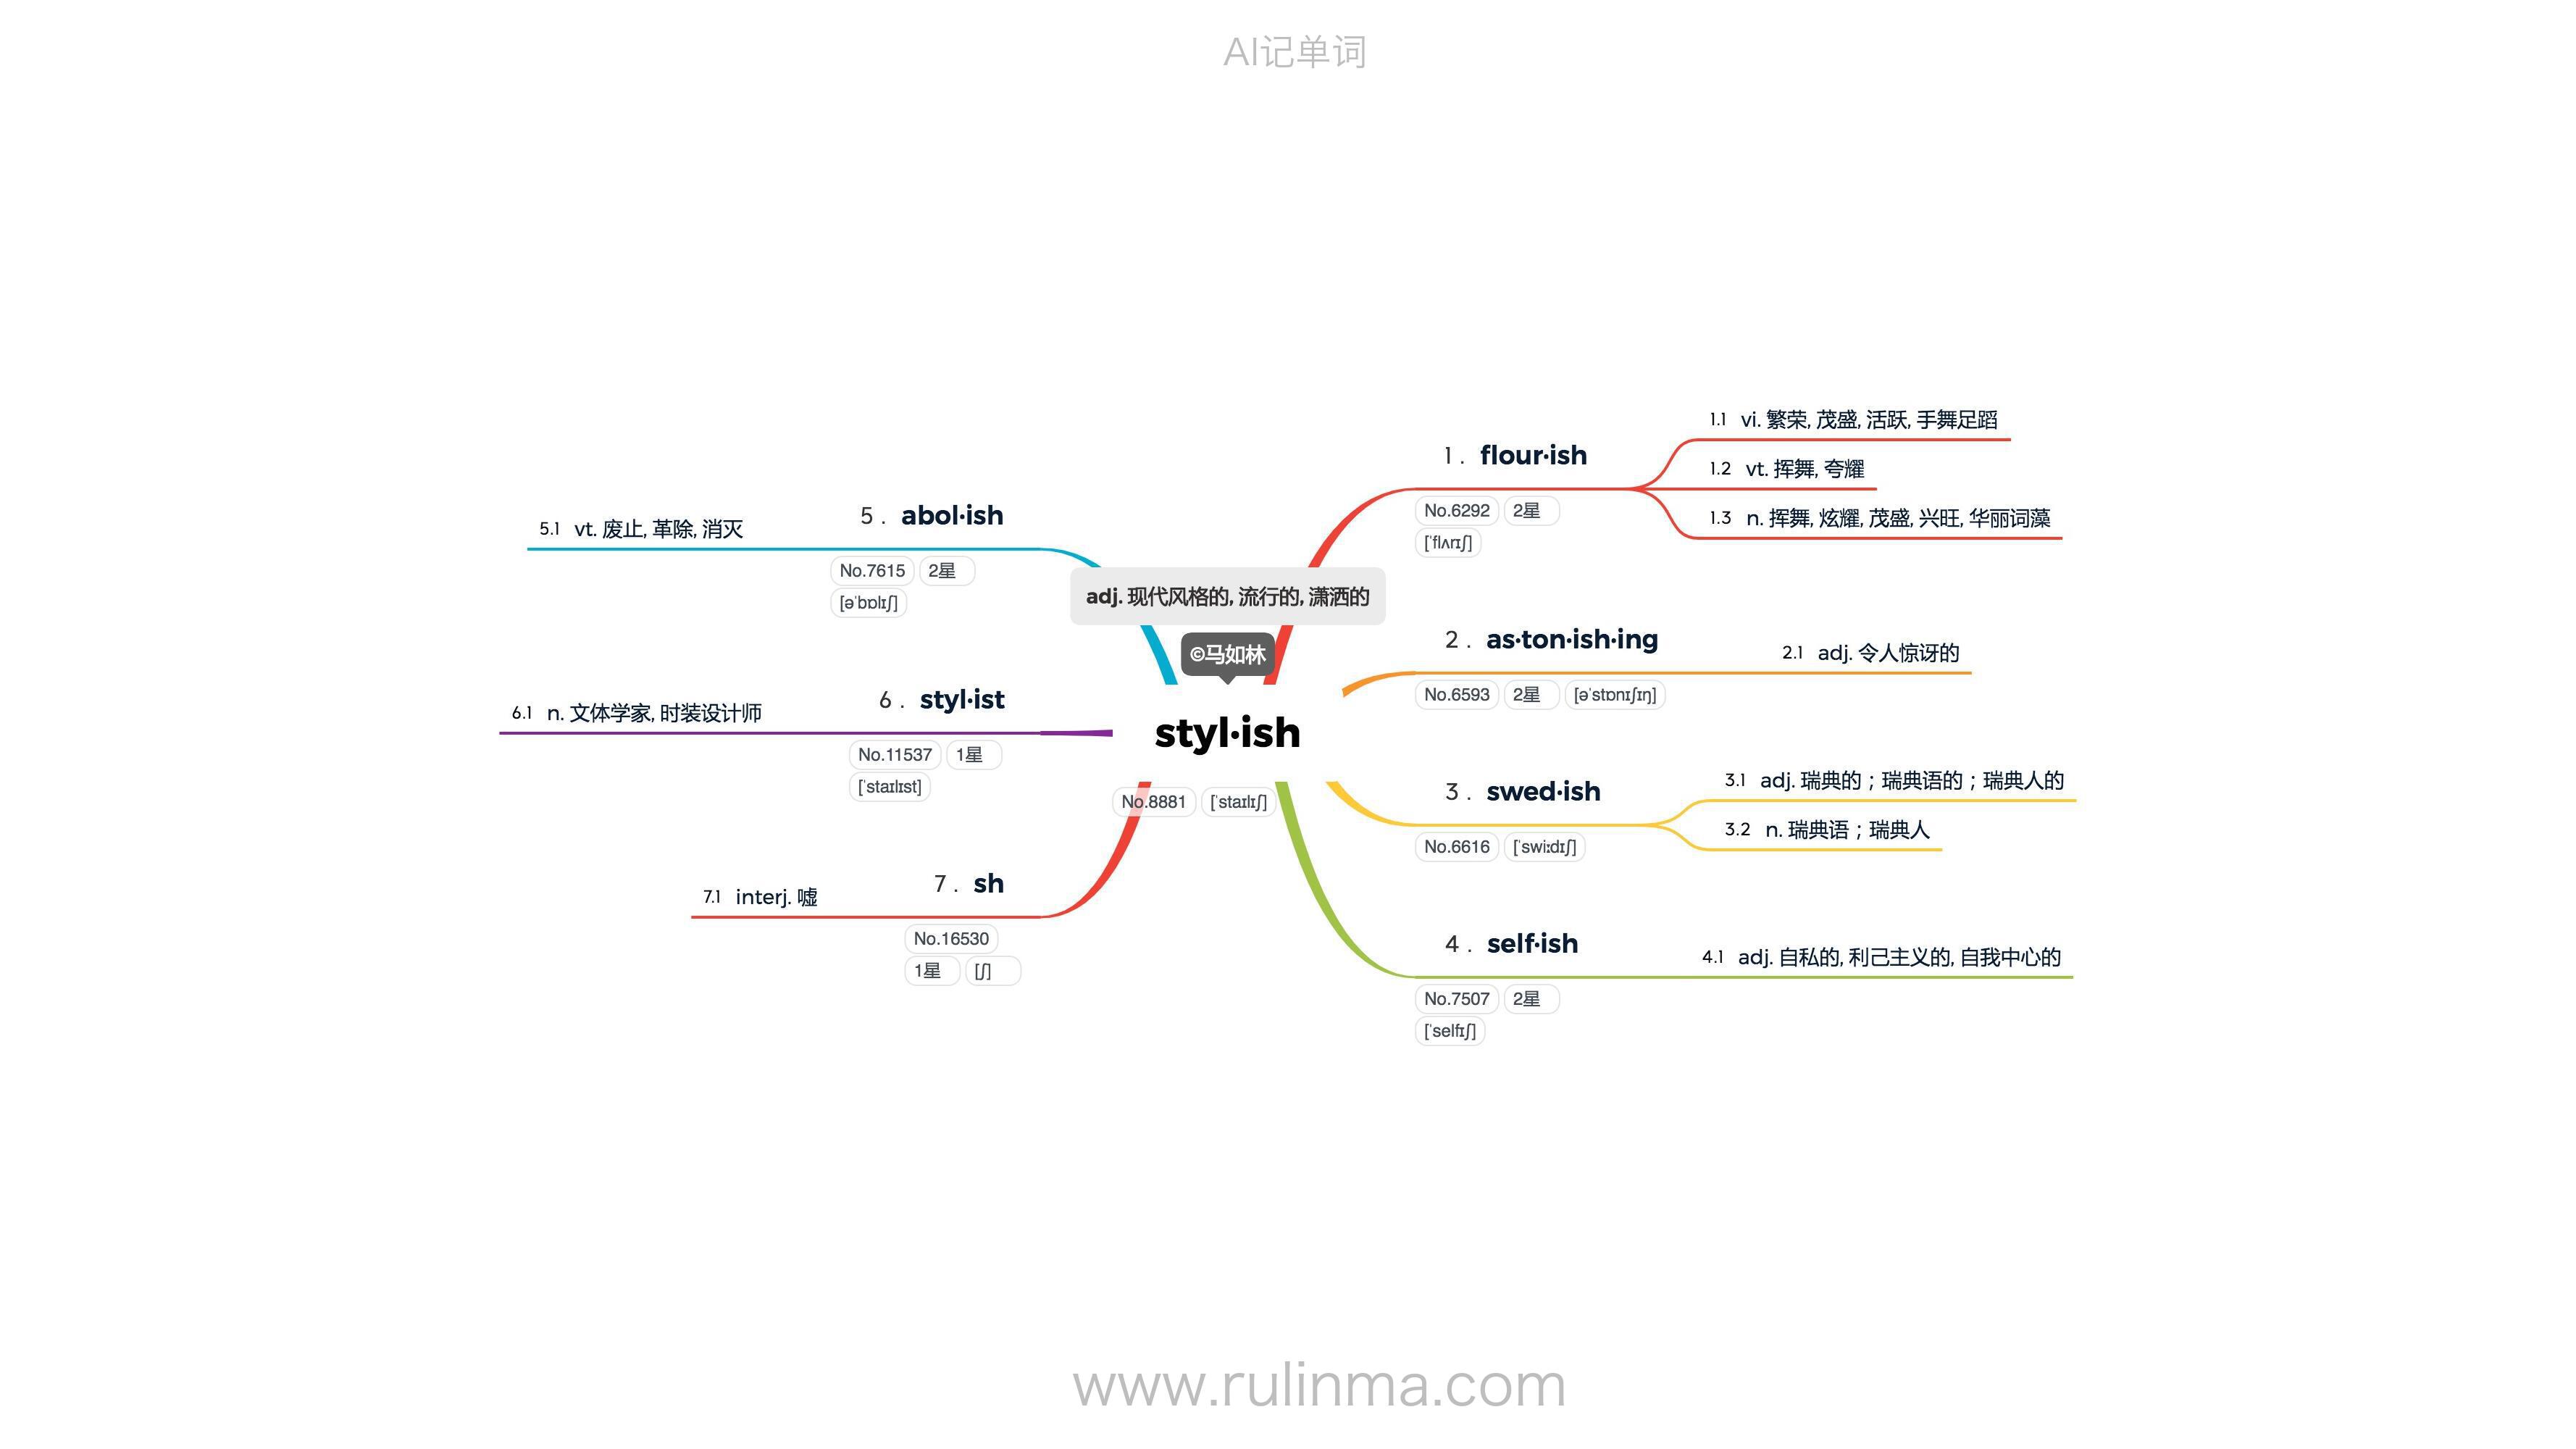 AI记单词
adj. 现代风格的, 流行的, 潇洒的
©马如林
styl·ish
No.8881 [ˈstaɪlɪʃ]
1 . flour·ish
No.6292 2星
[ˈflʌrɪʃ]
1.1 vi. 繁荣, 茂盛, 活跃, 手舞足蹈
1.2 vt. 挥舞, 夸耀
1.3 n. 挥舞, 炫耀, 茂盛, 兴旺, 华丽词藻
2 . as·ton·ish·ing
No.6593 2星 [əˈstɒnɪʃɪŋ]
2.1 adj. 令人惊讶的
3 . swed·ish
No.6616 [ˈswiːdɪʃ]
3.1 adj. 瑞典的；瑞典语的；瑞典人的
3.2 n. 瑞典语；瑞典人
4 . self·ish
No.7507 2星
[ˈselfɪʃ]
4.1 adj. 自私的, 利己主义的, 自我中心的
5 . abol·ish
No.7615 2星
[əˈbɒlɪʃ]
5.1 vt. 废止, 革除, 消灭
6 . styl·ist
No.11537 1星
[ˈstaɪlɪst]
6.1 n. 文体学家, 时装设计师
7 . sh
No.16530
1星 [ʃ]
7.1 interj. 嘘
www.rulinma.com